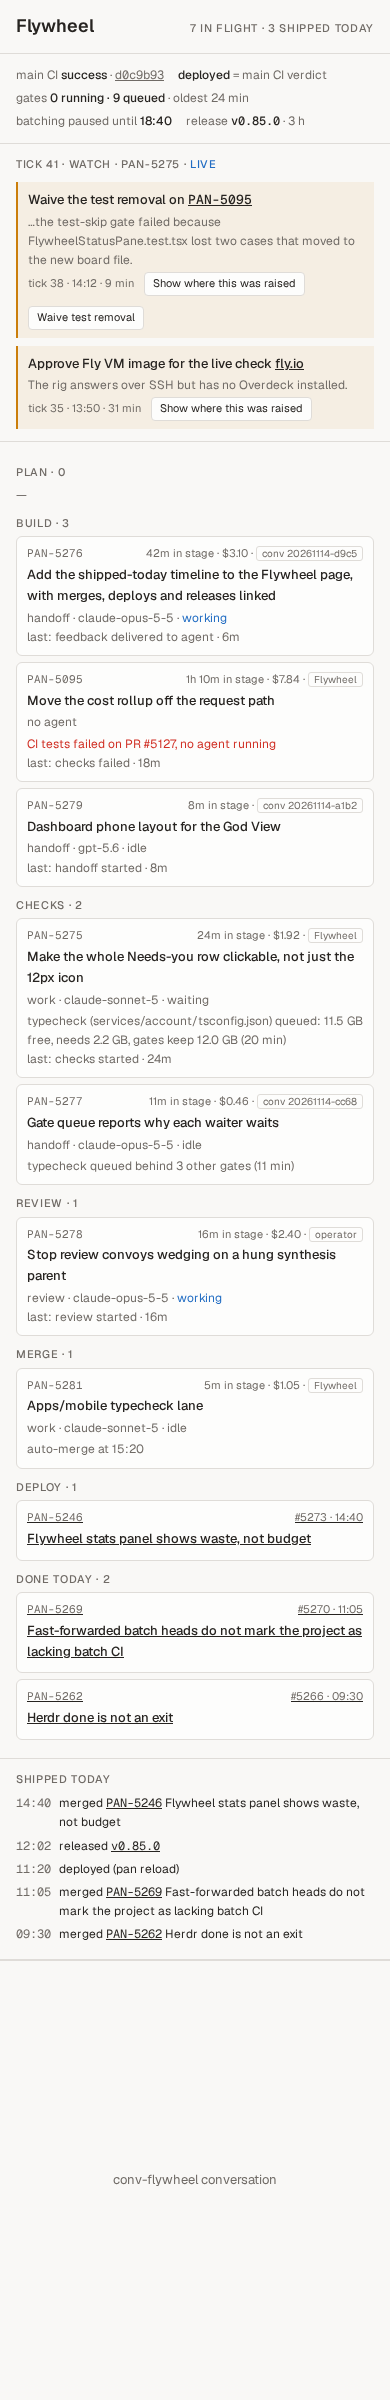 Flywheel
7 IN FLIGHT · 3 SHIPPED TODAY
main CI success · d0c9b93 deployed = main CI verdict
gates 0 running · 9 queued · oldest 24 min
batching paused until 18:40 release v0.85.0 · 3 h
TICK 41 · WATCH · PAN-5275 · LIVE
Waive the test removal on PAN-5095
…the test-skip gate failed because
FlywheelStatusPane.test.tsx lost two cases that moved to
the new board file.
tick 38 · 14:12 · 9 min Show where this was raised
Waive test removal
Approve Fly VM image for the live check fly.io
The rig answers over SSH but has no Overdeck installed.
tick 35 · 13:50 · 31 min Show where this was raised
PLAN · 0
—
BUILD · 3
PAN-5276 42m in stage · $3.10 · conv 20261114-d9c5
Add the shipped-today timeline to the Flywheel page,
with merges, deploys and releases linked
handoff · claude-opus-5-5 · working
last: feedback delivered to agent · 6m
PAN-5095 1h 10m in stage · $7.84 · Flywheel
Move the cost rollup off the request path
no agent
CI tests failed on PR #5127, no agent running
last: checks failed · 18m
PAN-5279 8m in stage · conv 20261114-a1b2
Dashboard phone layout for the God View
handoff · gpt-5.6 · idle
last: handoff started · 8m
CHECKS · 2
PAN-5275 24m in stage · $1.92 · Flywheel
Make the whole Needs-you row clickable, not just the
12px icon
work · claude-sonnet-5 · waiting
typecheck (services/account/tsconfig.json) queued: 11.5 GB
free, needs 2.2 GB, gates keep 12.0 GB (20 min)
last: checks started · 24m
PAN-5277 11m in stage · $0.46 · conv 20261114-cc68
Gate queue reports why each waiter waits
handoff · claude-opus-5-5 · idle
typecheck queued behind 3 other gates (11 min)
REVIEW · 1
PAN-5278 16m in stage · $2.40 · operator
Stop review convoys wedging on a hung synthesis
parent
review · claude-opus-5-5 · working
last: review started · 16m
MERGE · 1
PAN-5281 5m in stage · $1.05 · Flywheel
Apps/mobile typecheck lane
work · claude-sonnet-5 · idle
auto-merge at 15:20
DEPLOY · 1
PAN-5246 #5273 · 14:40
Flywheel stats panel shows waste, not budget
DONE TODAY · 2
PAN-5269 #5270 · 11:05
Fast-forwarded batch heads do not mark the project as
lacking batch CI
PAN-5262 #5266 · 09:30
Herdr done is not an exit
SHIPPED TODAY
14:40 merged PAN-5246 Flywheel stats panel shows waste,
not budget
12:02 released v0.85.0
11:20 deployed (pan reload)
11:05 merged PAN-5269 Fast-forwarded batch heads do not
mark the project as lacking batch CI
09:30 merged PAN-5262 Herdr done is not an exit
conv-flywheel conversation